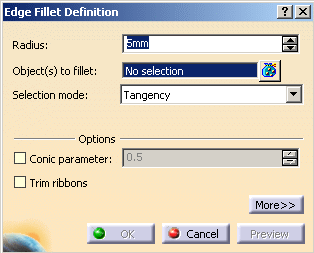 Edge Fillet Definition
Radius: 5mm
Object(s) to fillet: No selection
Selection mode: Tangency
Options
Conic parameter: 0.5
Trim ribbons
More>>
OK Cancel Preview